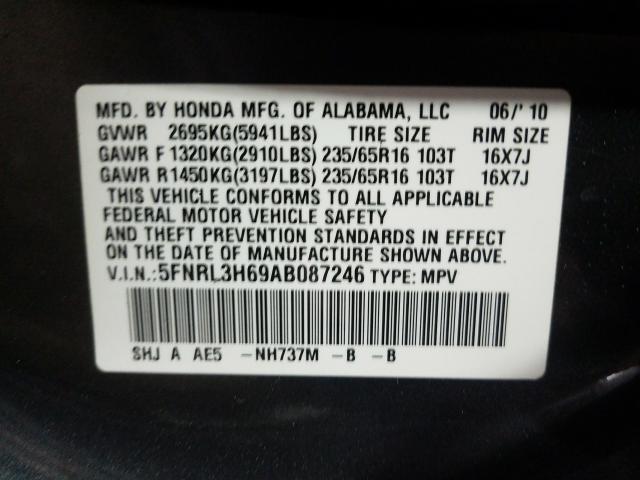 MFD. BY HONDA MFG. OF ALABAMA, LLC 06/'10
GVWR 2695KG(5941LBS) TIRE SIZE RIM SIZE
GAWR F 1320KG(2910LBS) 235/65R16 103T 16X7J
GAWR R1450KG(3197LBS) 235/65R16 103T 16X7J
THIS VEHICLE CONFORMS TO ALL APPLICABLE
FEDERAL MOTOR VEHICLE SAFETY
AND THEFT PREVENTION STANDARDS IN EFFECT
ON THE DATE OF MANUFACTURE SHOWN ABOVE.
V.I.N.:5FNRL3H69AB087246 TYPE: MPV
SHJ A AE5 -NH737M -B -B